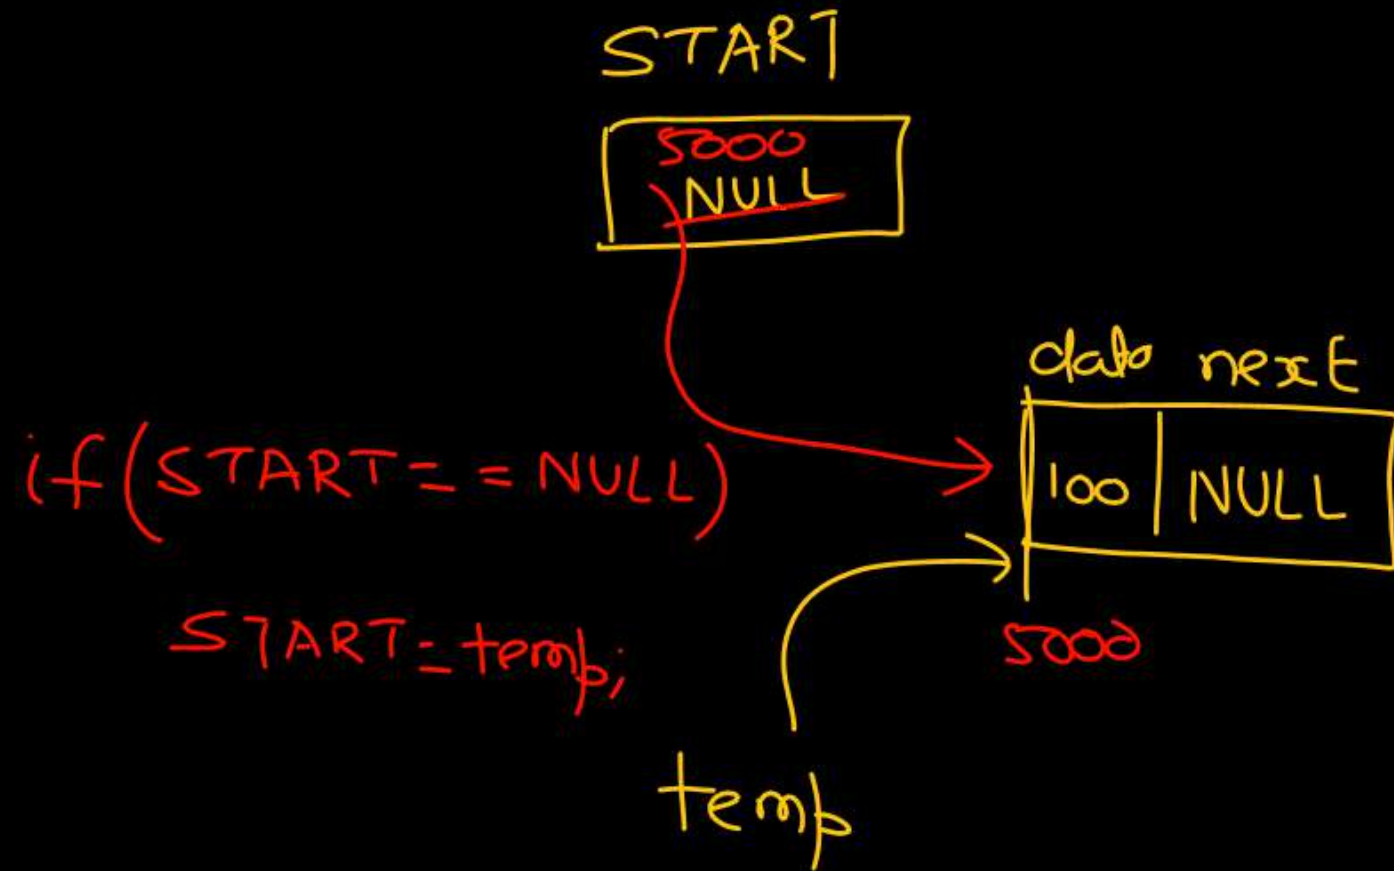 START
5000
NULL
data next
100 NULL
if(START==NULL)
5000
START=temp;
temp